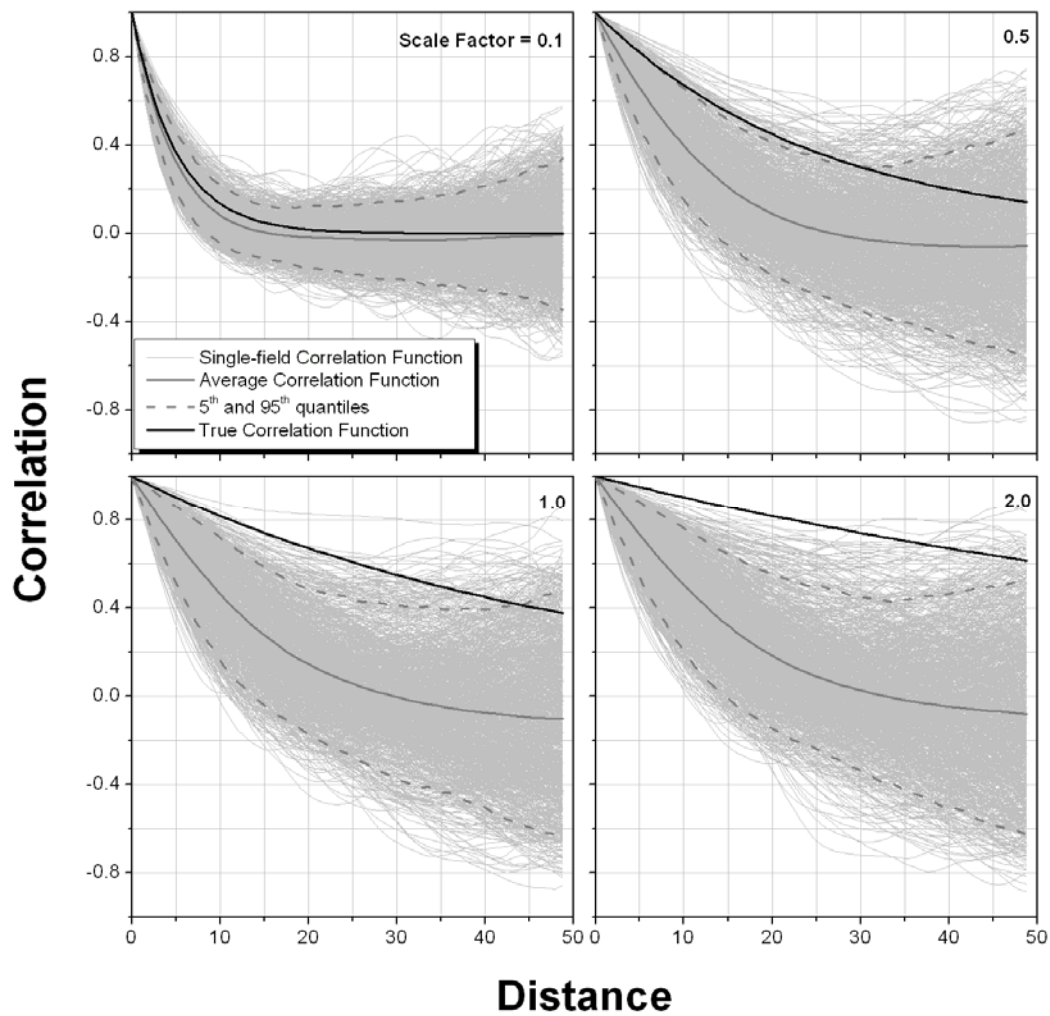 Scale Factor = 0.1
0.5
0.8
0.4
0.0
-0.4
-0.8
Single-field Correlation Function
Average Correlation Function
5th and 95th quantiles
True Correlation Function
Correlation
1.0
2.0
0.8
0.4
0.0
-0.4
-0.8
0 10 20 30 40 50 0 10 20 30 40 50
Distance